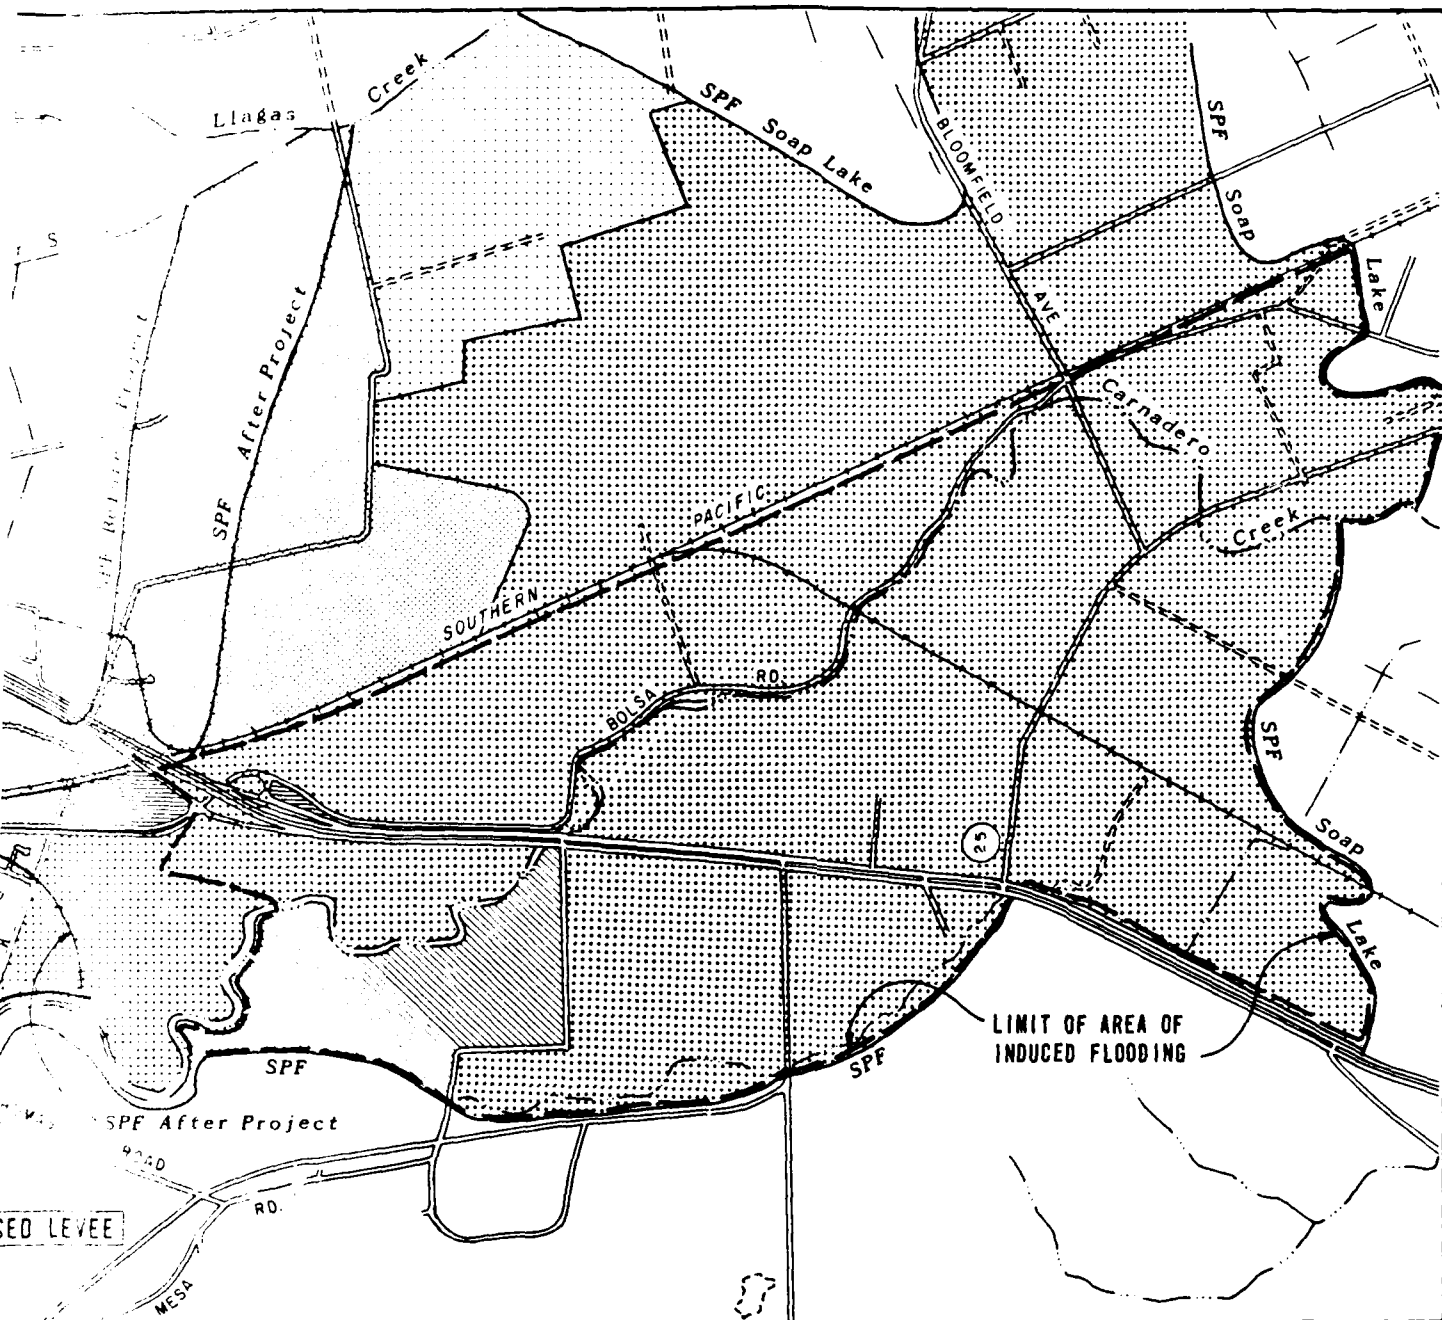 Llagas
Creek
SPF
Soap Lake
BLOOMFIELD
AVE
SPF
Soap
Lake
S
SPF
After Project
Carnadero
Creek
SOUTHERN
PACIFIC
BOLSA
RD.
SPF
Soap
Lake
25
LIMIT OF AREA OF
INDUCED FLOODING
SPF
SPF
SPF After Project
ROAD
RD.
MESA
SED LEVEE